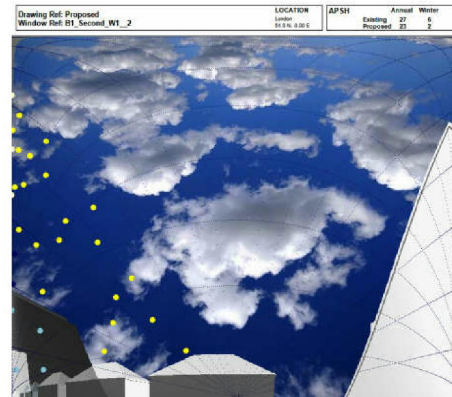 Drawing Ref: Proposed
Window Ref: B1_Second_W1__2
LOCATION
London
51.5 N, 0.00 E
APSH
Annual Winter
Existing 27 6
Proposed 23 2